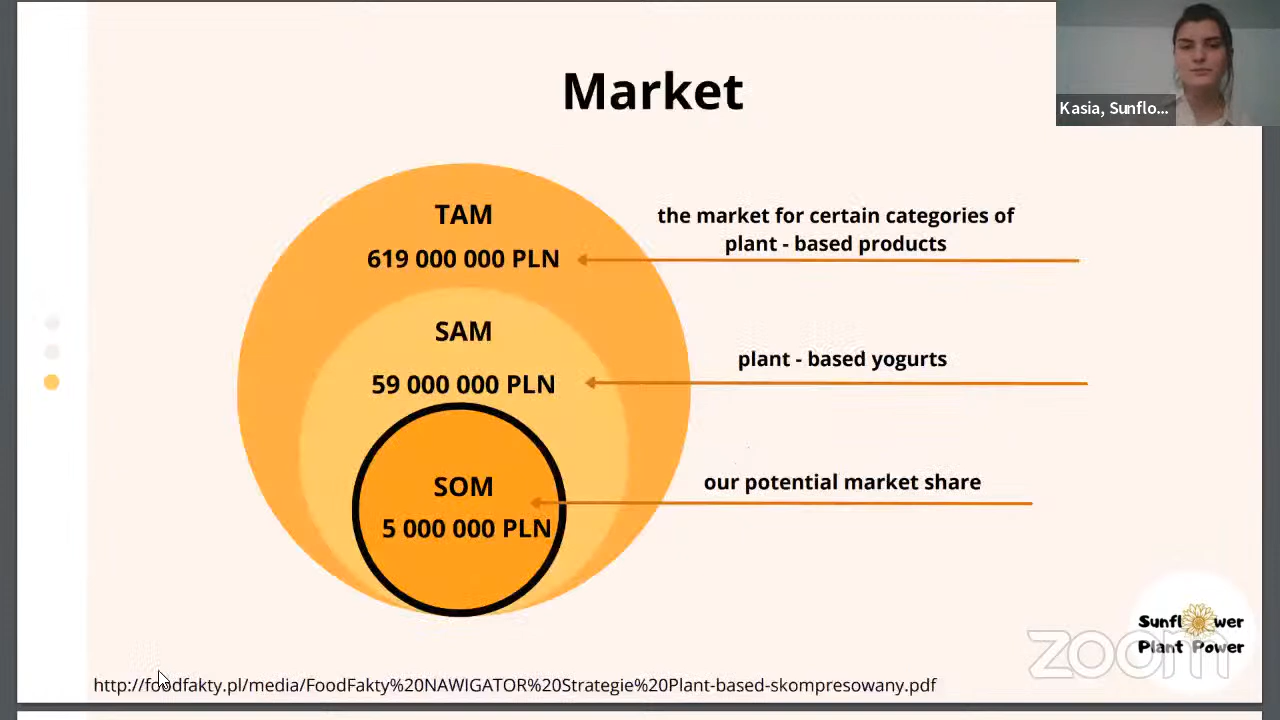 Market
Kasia, Sunflo...
TAM
619 000 000 PLN
the market for certain categories of
plant - based products
SAM
59 000 000 PLN
plant - based yogurts
SOM
5 000 000 PLN
our potential market share
Sunflower
Plant Power
zoom
http://foodfakty.pl/media/FoodFakty%20NAWIGATOR%20Strategie%20Plant-based-skompresowany.pdf